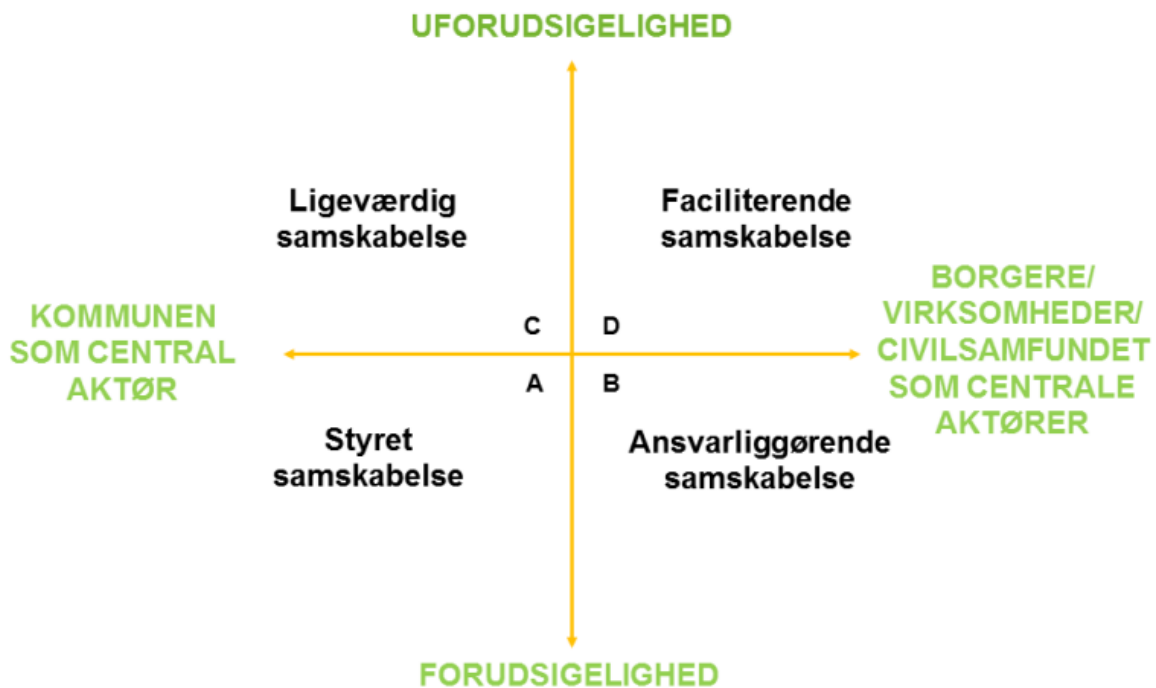 UFORUDSIGELIGHED
Ligeværdig
samskabelse
Faciliterende
samskabelse
KOMMUNEN
SOM CENTRAL
AKTØR
C
D
A
B
BORGERE/
VIRKSOMHEDER/
CIVILSAMFUNDET
SOM CENTRALE
AKTØRER
Styret
samskabelse
Ansvarliggørende
samskabelse
FORUDSIGELIGHED